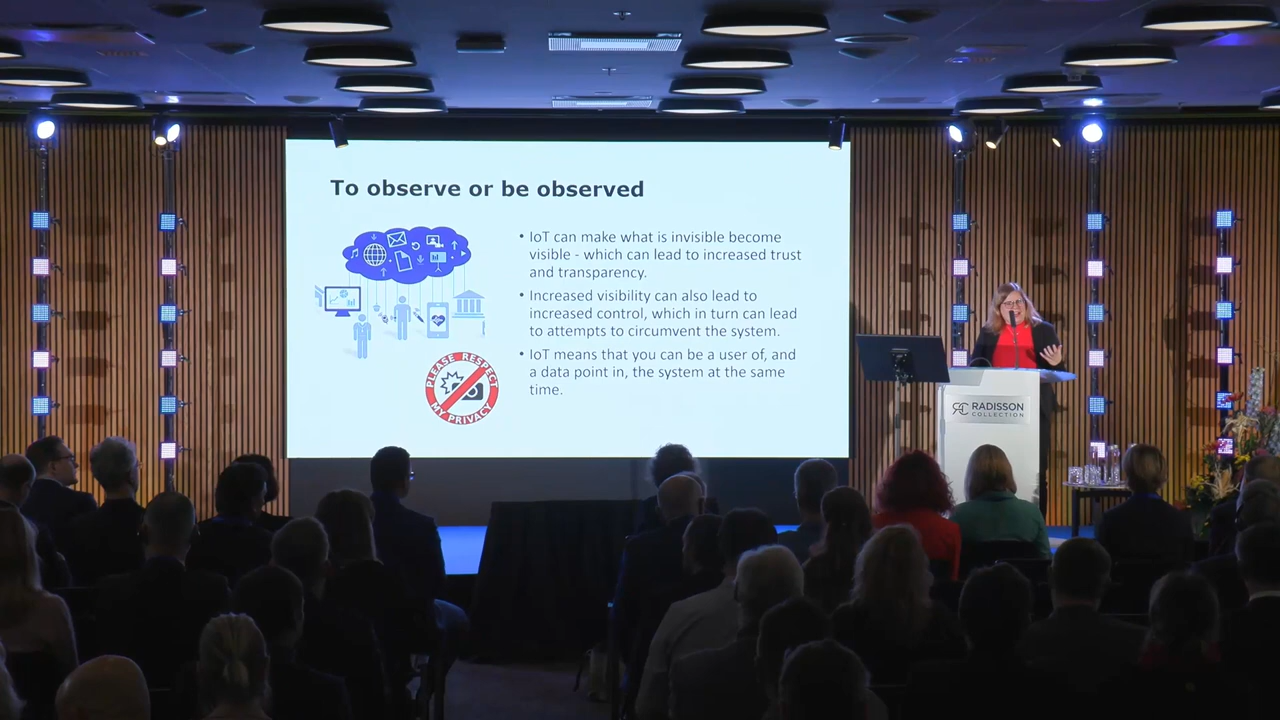 To observe or be observed
• IoT can make what is invisible become
visible - which can lead to increased trust
and transparency.
• Increased visibility can also lead to
increased control, which in turn can lead
to attempts to circumvent the system.
• IoT means that you can be a user of, and
a data point in, the system at the same
time.
PLEASE RESPECT
MY PRIVACY
RADISSON
COLLECTION